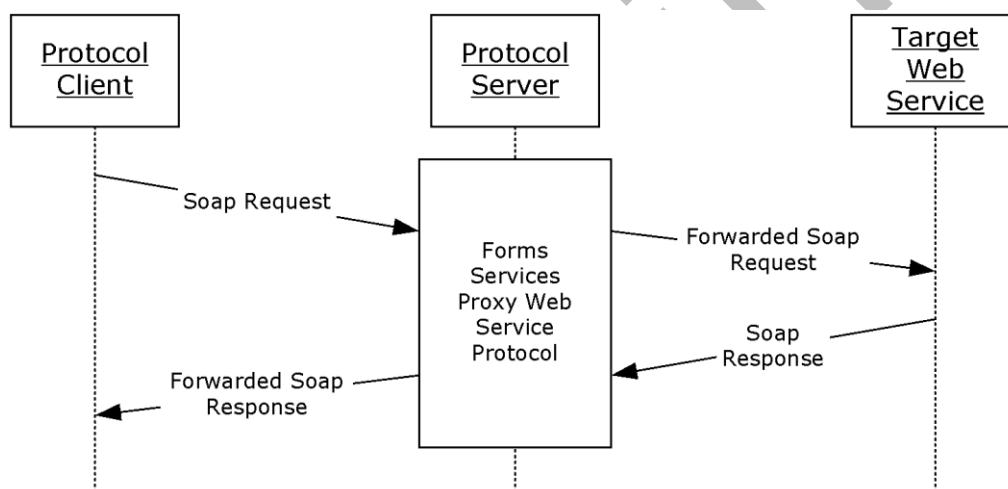 Protocol
Client
Protocol
Server
Target
Web
Service
Soap Request
Forwarded Soap
Request
Forms
Services
Proxy Web
Service
Protocol
Soap
Response
Forwarded Soap
Response